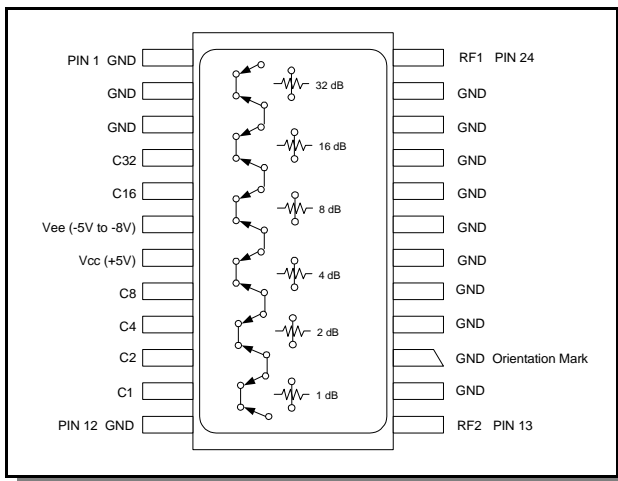 PIN 1 GND
GND
GND
C32
C16
Vee (-5V to -8V)
Vcc (+5V)
C8
C4
C2
C1
PIN 12 GND
32 dB
16 dB
8 dB
4 dB
2 dB
1 dB
RF1 PIN 24
GND
GND
GND
GND
GND
GND
GND
GND
GND Orientation Mark
GND
RF2 PIN 13